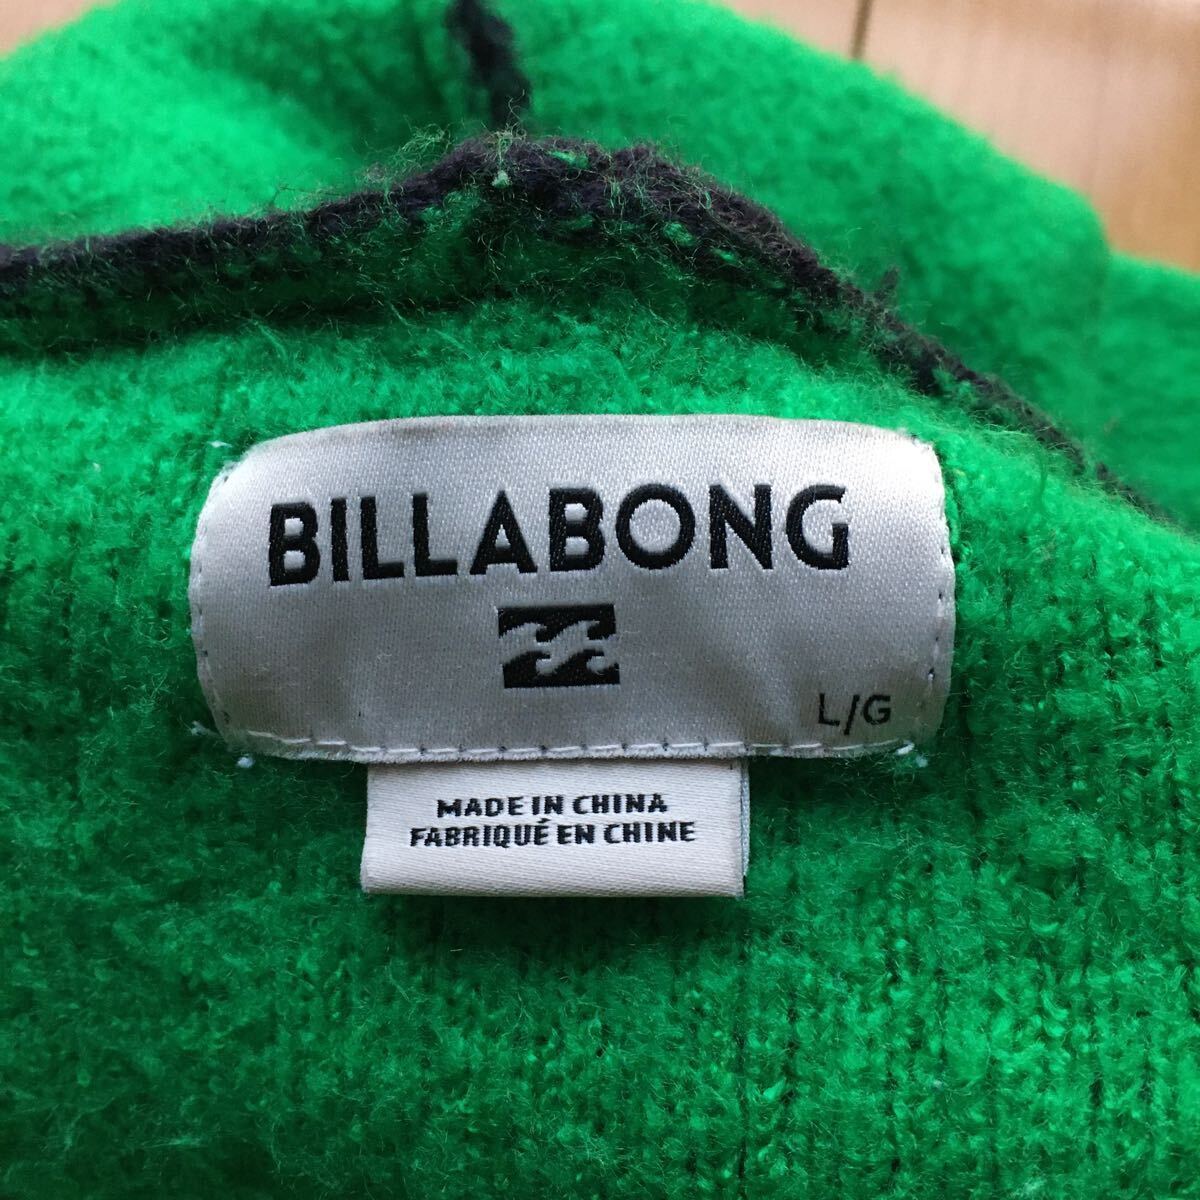 BILLABONG
L/G
MADE IN CHINA
FABRIQUÉ EN CHINE